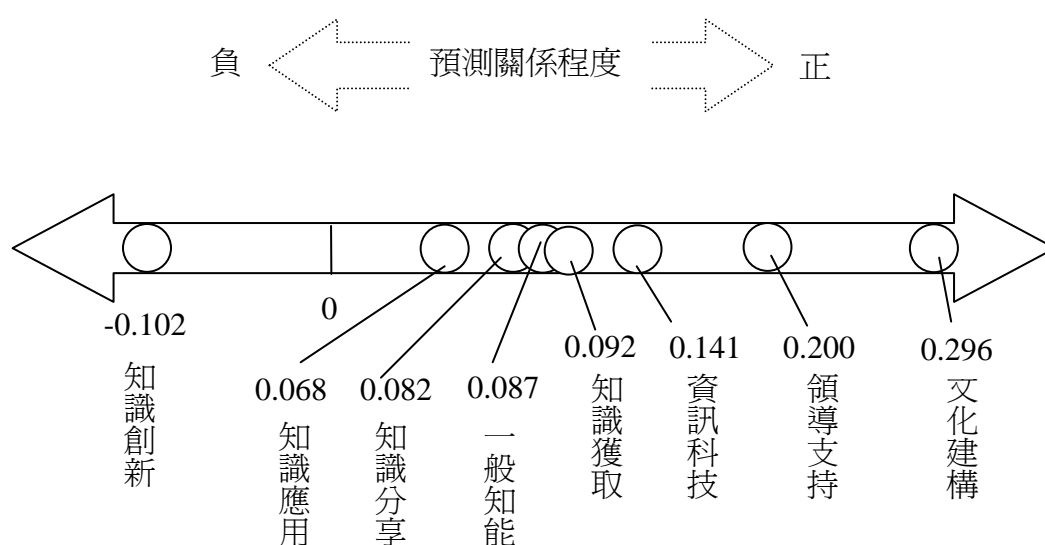 負 預測關係程度 正
0
-0.102
知識創新
0.068
知識應用
0.082
知識分享
0.087
一般知能
0.092
知識獲取
0.141
資訊科技
0.200
領導支持
0.296
文化建構